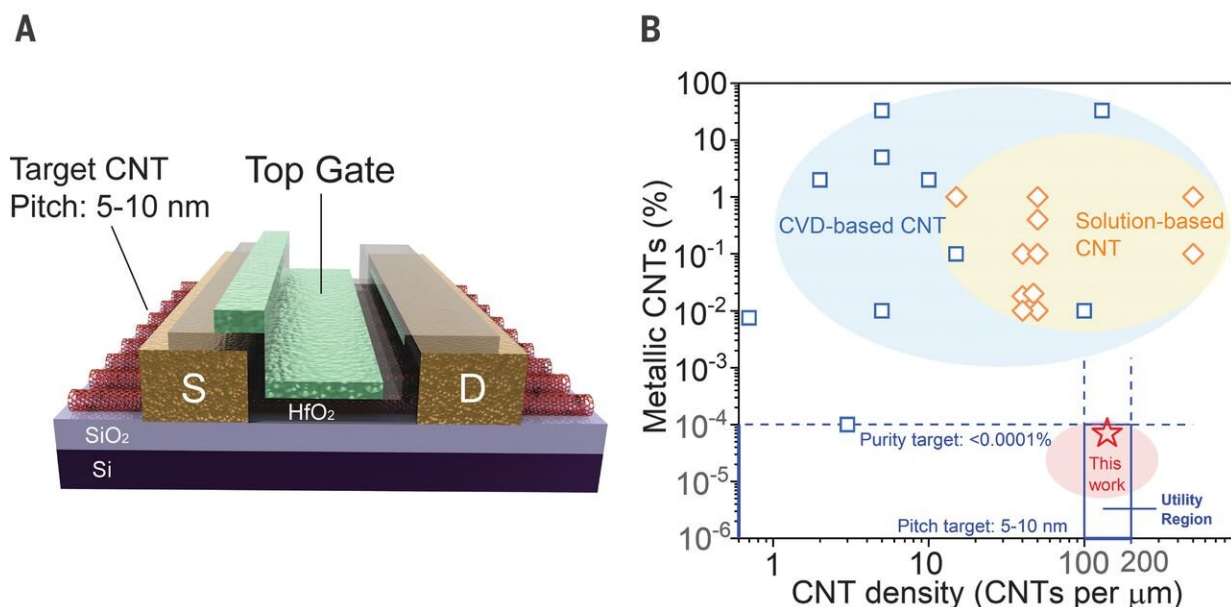 A
Target CNT
Pitch: 5-10 nm
Top Gate
S
D
HfO₂
SiO₂
Si
B
Metallic CNTs (%)
100
10
1
10⁻¹
10⁻²
10⁻³
10⁻⁴
10⁻⁵
10⁻⁶
CVD-based CNT
Solution-based
CNT
Purity target: <0.0001%
This
work
Utility
Region
Pitch target: 5-10 nm
1
10
100
200
CNT density (CNTs per μm)